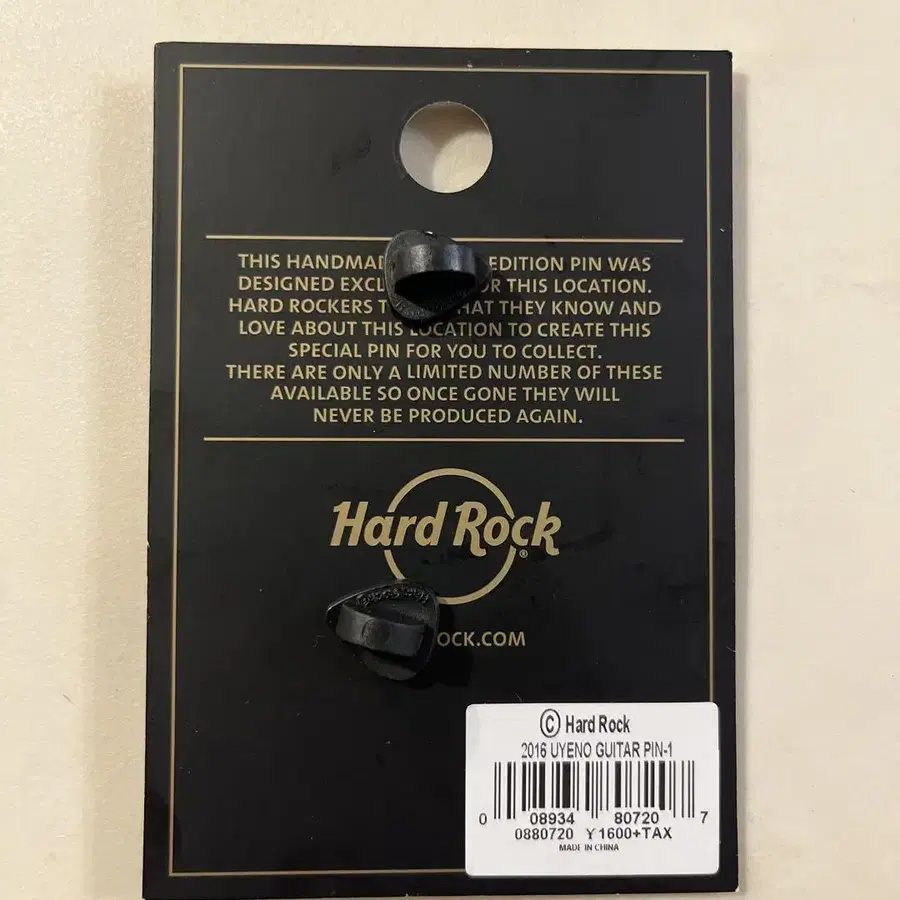 THIS HANDMAD EDITION PIN WAS
DESIGNED EXCL OR THIS LOCATION.
HARD ROCKERS T HAT THEY KNOW AND
LOVE ABOUT THIS LOCATION TO CREATE THIS
SPECIAL PIN FOR YOU TO COLLECT.
THERE ARE ONLY A LIMITED NUMBER OF THESE
AVAILABLE SO ONCE GONE THEY WILL
NEVER BE PRODUCED AGAIN.
Hard Rock®
OCK.COM
© Hard Rock
2016 UYENO GUITAR PIN-1
0 08934 80720 7
0880720 Y1600+TAX
MADE IN CHINA